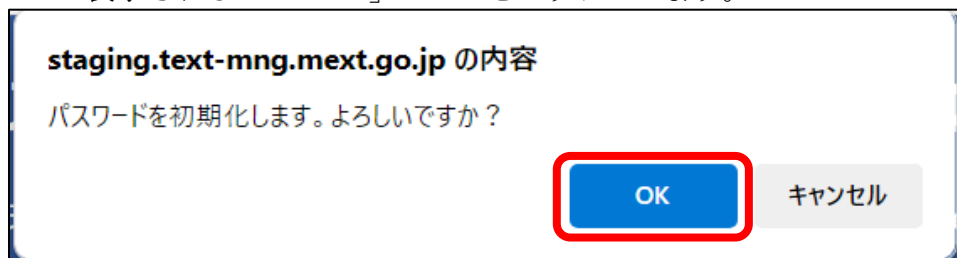 staging.text-mng.mext.go.jp の内容
パスワードを初期化します。よろしいですか？
OK キャンセル